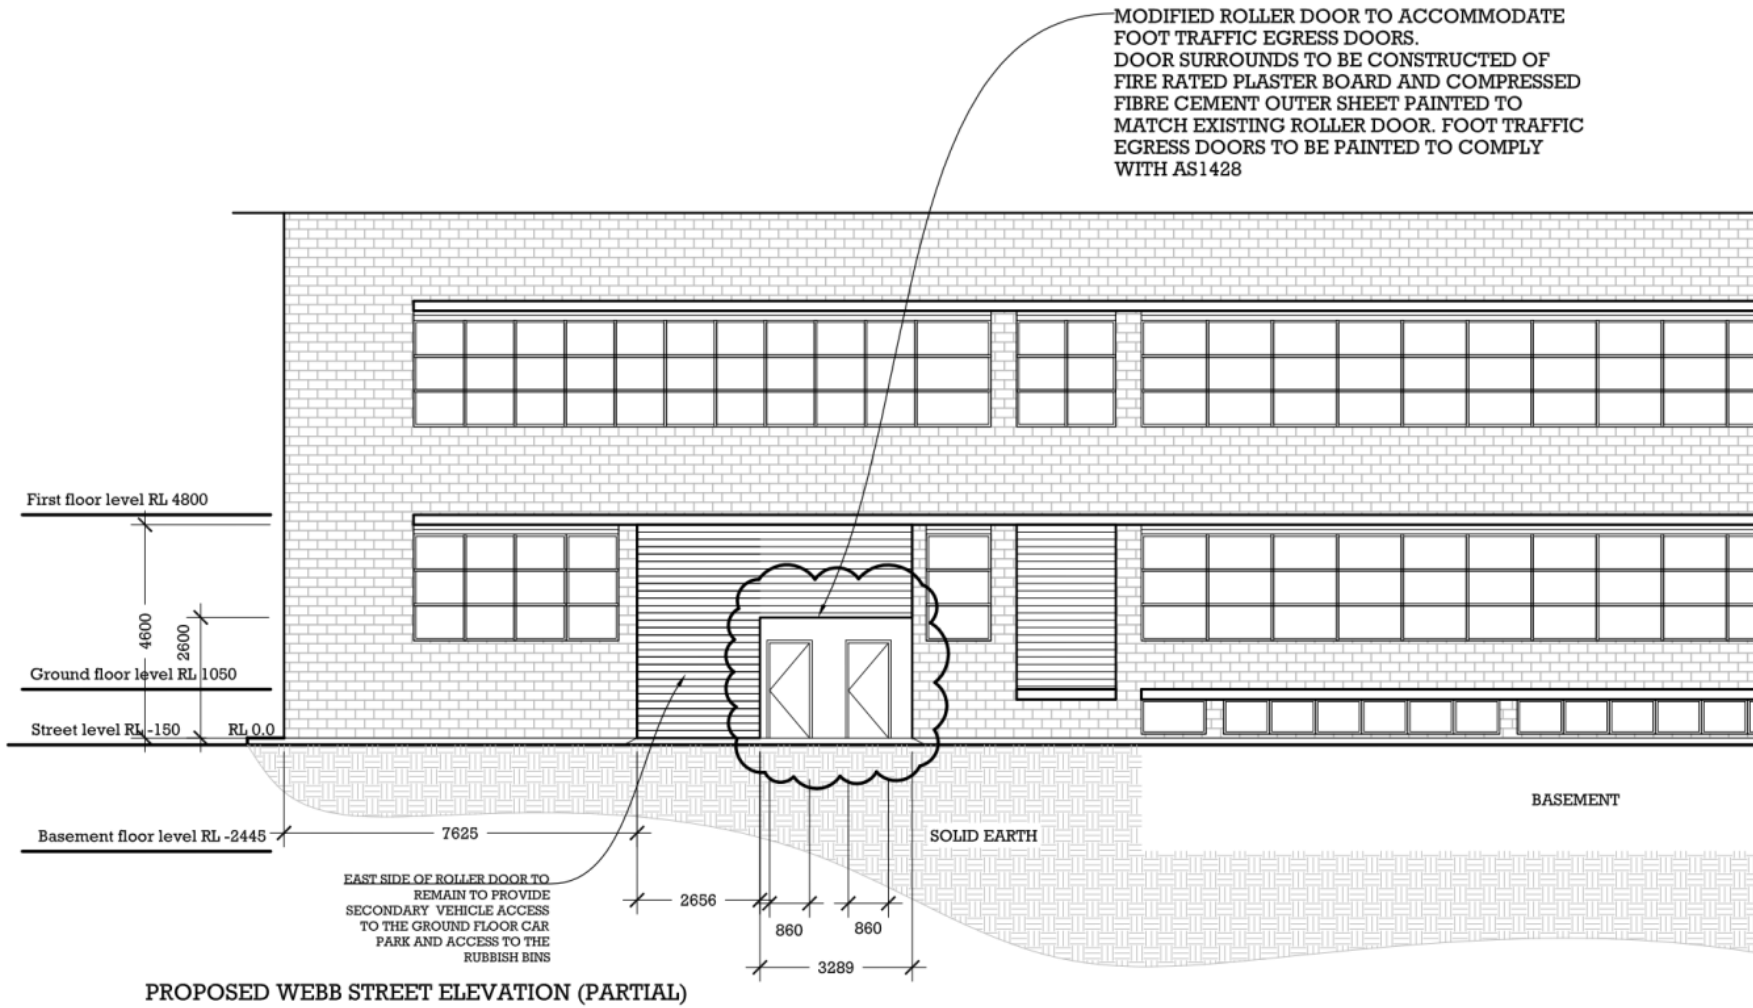 MODIFIED ROLLER DOOR TO ACCOMMODATE
FOOT TRAFFIC EGRESS DOORS.
DOOR SURROUNDS TO BE CONSTRUCTED OF
FIRE RATED PLASTER BOARD AND COMPRESSED
FIBRE CEMENT OUTER SHEET PAINTED TO
MATCH EXISTING ROLLER DOOR. FOOT TRAFFIC
EGRESS DOORS TO BE PAINTED TO COMPLY
WITH AS1428
First floor level RL 4800
4600
2600
Ground floor level RL 1050
Street level RL -150
RL 0.0
BASEMENT
Basement floor level RL -2445
7625
SOLID EARTH
EAST SIDE OF ROLLER DOOR TO
REMAIN TO PROVIDE
SECONDARY VEHICLE ACCESS
TO THE GROUND FLOOR CAR
PARK AND ACCESS TO THE
RUBBISH BINS
2656
860
860
3289
PROPOSED WEBB STREET ELEVATION (PARTIAL)